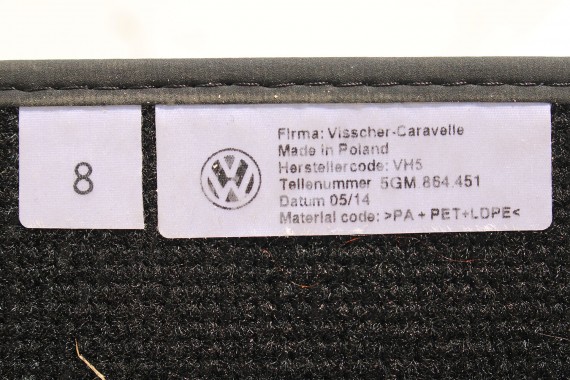 8
Firma: Visscher-Caravelle
Made in Poland
Herstellercode: VH5
Teilenummer 5GM.864.451
Datum 05/14
Material code: >PA + PET+LDPE<